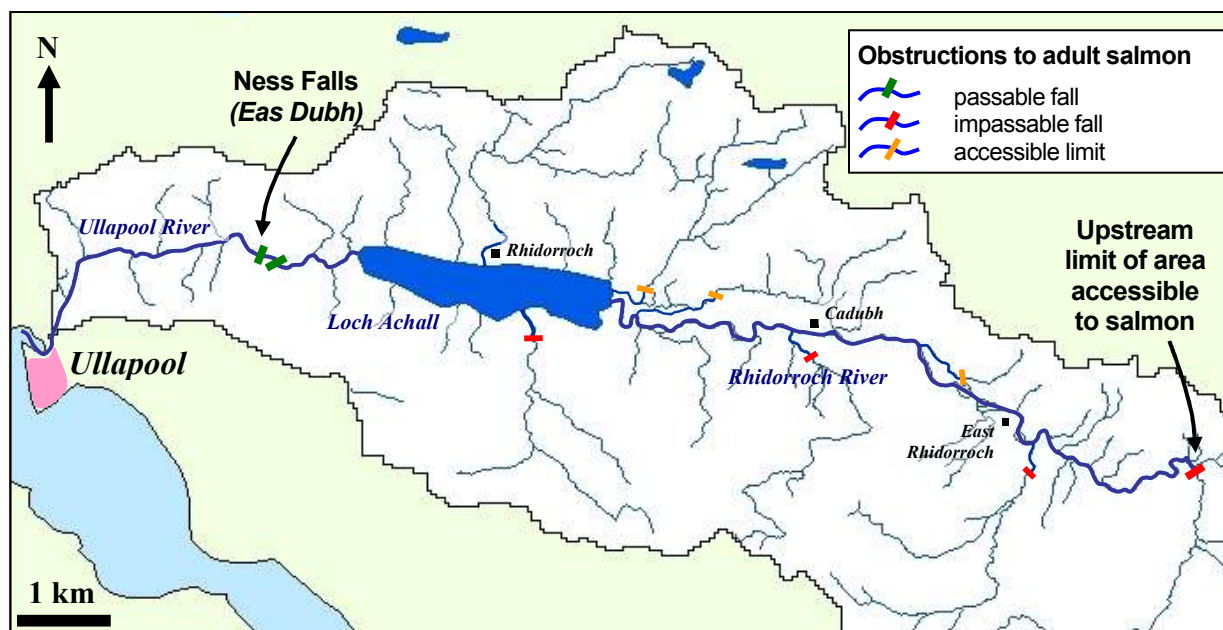 N
Ness Falls
(Eas Dubh)
Obstructions to adult salmon
passable fall
impassable fall
accessible limit
Ullapool River
Rhidorroch
Upstream
limit of area
accessible
to salmon
Loch Achall
Cadubh
Ullapool
Rhidorroch River
East
Rhidorroch
1 km